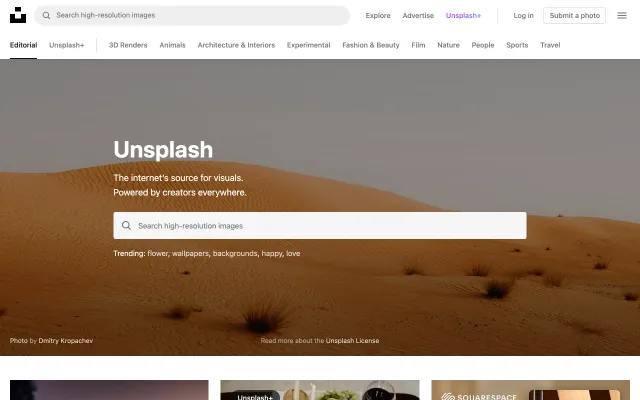 Search high-resolution images
Explore Advertise Unsplash+ Log in Submit a photo
Editorial Unsplash+ 3D Renders Animals Architecture & Interiors Experimental Fashion & Beauty Film Nature People Sports Travel
Unsplash
The internet's source for visuals.
Powered by creators everywhere.
Search high-resolution images
Trending: flower, wallpapers, backgrounds, happy, love
Photo by Dmitry Kropachev
Read more about the Unsplash License
Unsplash+
SQUARESPACE